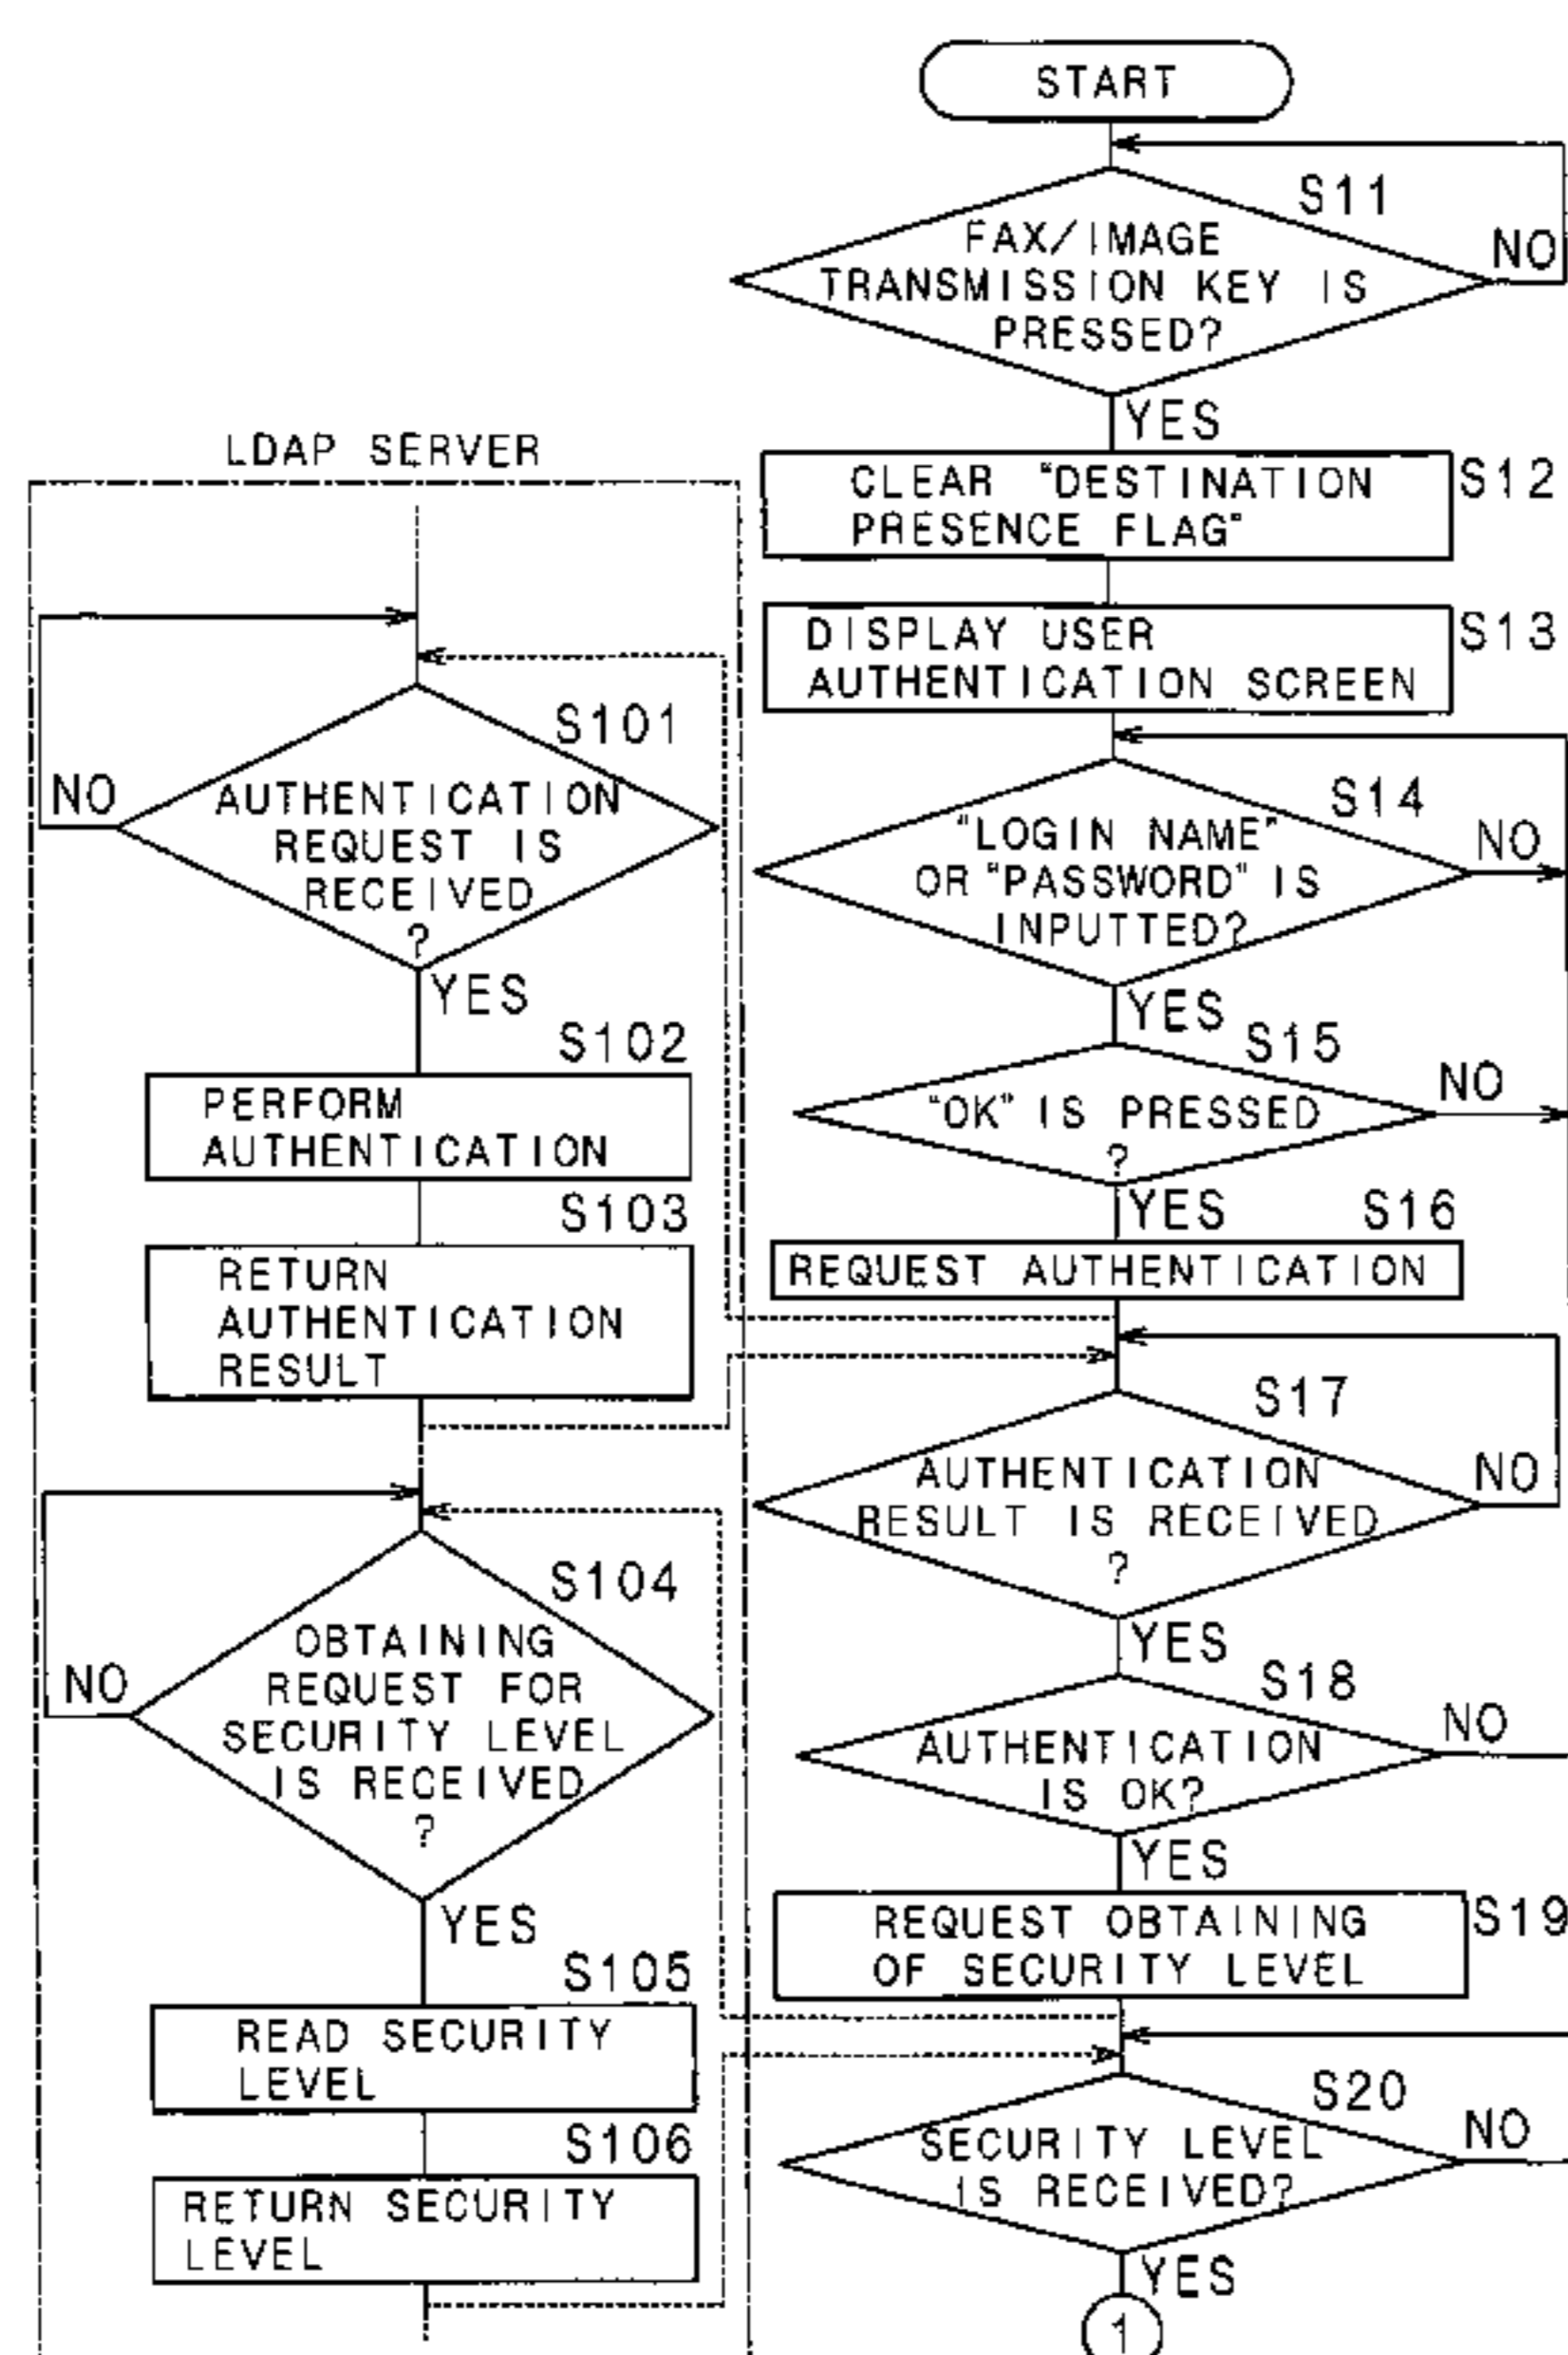 START
S11
FAX/IMAGE
TRANSMISSION KEY IS
PRESSED?
NO
YES
CLEAR "DESTINATION
PRESENCE FLAG"
S12
DISPLAY USER
AUTHENTICATION SCREEN
S13
S14
"LOGIN NAME"
OR "PASSWORD" IS
INPUTTED?
NO
YES
S15
"OK" IS PRESSED
?
NO
YES
S16
REQUEST AUTHENTICATION
S17
AUTHENTICATION
RESULT IS RECEIVED
?
NO
YES
S18
AUTHENTICATION
IS OK?
NO
YES
REQUEST OBTAINING
OF SECURITY LEVEL
S19
S20
SECURITY LEVEL
IS RECEIVED?
NO
YES
1
LDAP SERVER
S101
AUTHENTICATION
REQUEST IS
RECEIVED
?
NO
YES
S102
PERFORM
AUTHENTICATION
S103
RETURN
AUTHENTICATION
RESULT
S104
OBTAINING
REQUEST FOR
SECURITY LEVEL
IS RECEIVED
?
NO
YES
S105
READ SECURITY
LEVEL
S106
RETURN SECURITY
LEVEL